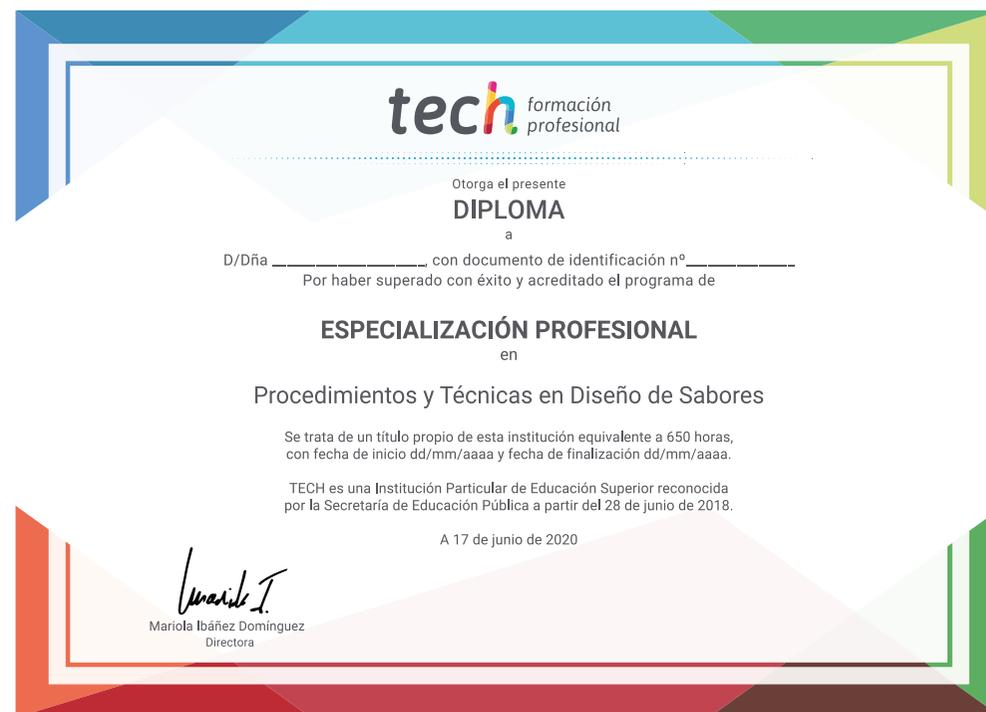 tech formación
profesional
Otorga el presente
DIPLOMA
a
D/Dña ____________________, con documento de identificación nº______________
Por haber superado con éxito y acreditado el programa de
ESPECIALIZACIÓN PROFESIONAL
en
Procedimientos y Técnicas en Diseño de Sabores
Se trata de un título propio de esta institución equivalente a 650 horas,
con fecha de inicio dd/mm/aaaa y fecha de finalización dd/mm/aaaa.
TECH es una Institución Particular de Educación Superior reconocida
por la Secretaría de Educación Pública a partir del 28 de junio de 2018.
A 17 de junio de 2020
Mariola Ibáñez Domínguez
Directora